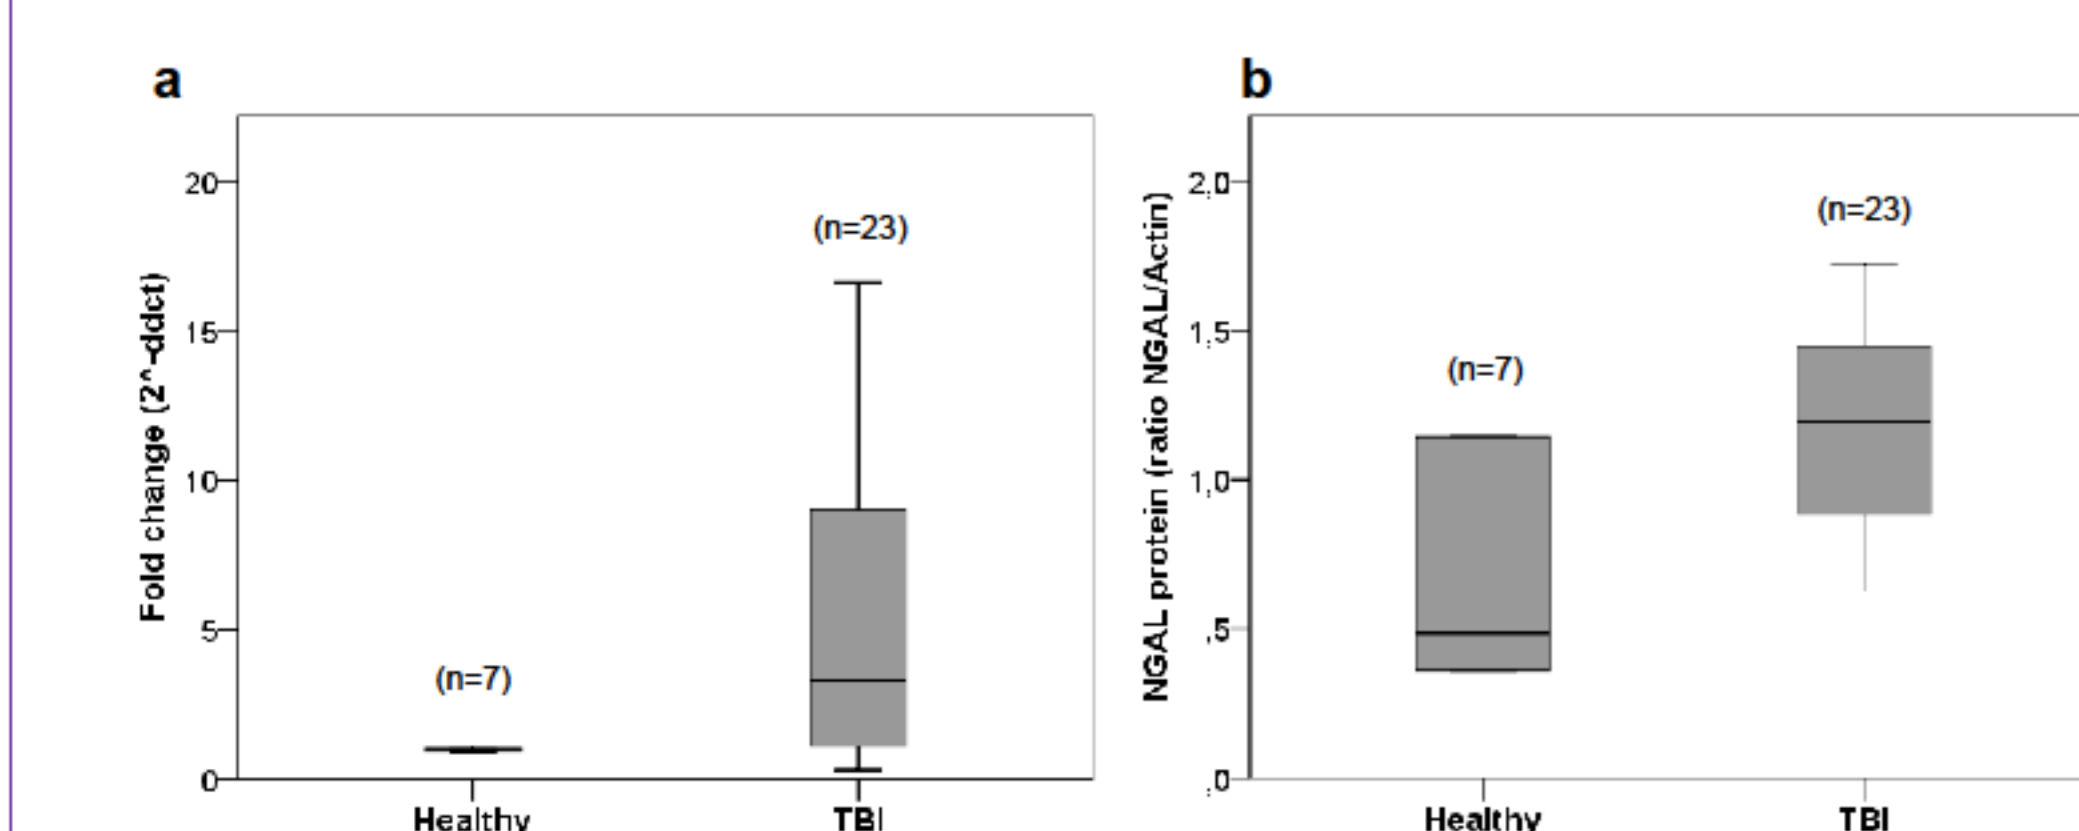 a
Fold change (2^-ddct)
20
15
10
5
0
(n=7)
(n=23)
Healthy
TBI
b
NGAL protein (ratio NGAL/Actin)
2,0
1,5
1,0
,5
,0
(n=7)
(n=23)
Healthy
TBI